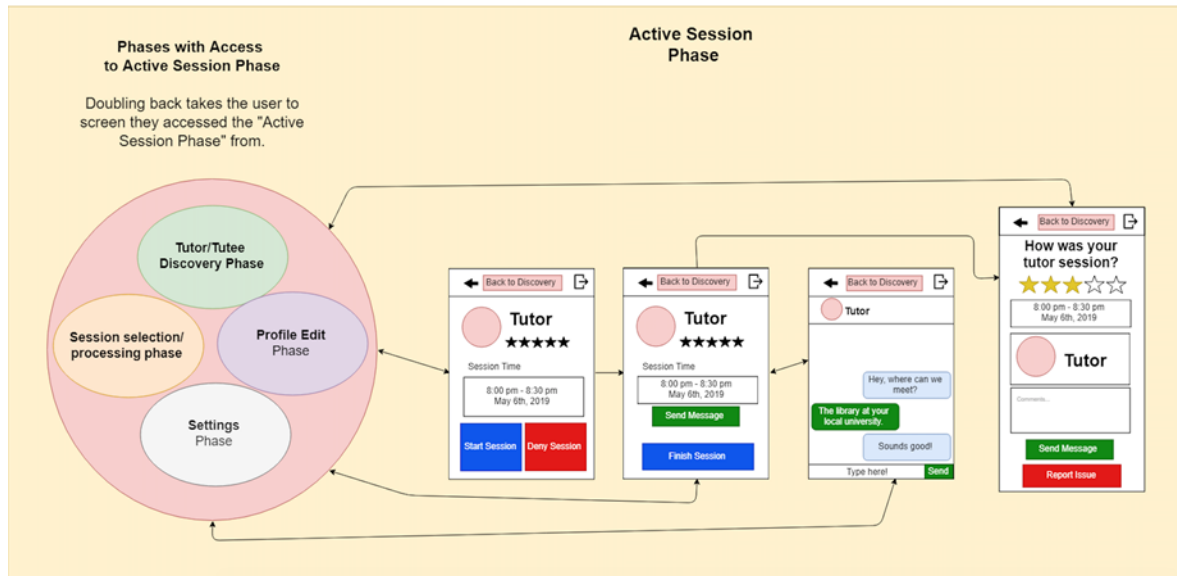 Phases with Access
to Active Session Phase
Doubling back takes the user to
screen they accessed the "Active
Session Phase" from.
Active Session
Phase
Tutor/Tutee
Discovery Phase
Session selection/
processing phase
Profile Edit
Phase
Settings
Phase
Back to Discovery
Tutor
Session Time
8:00 pm - 8:30 pm
May 6th, 2019
Start Session
Deny Session
Back to Discovery
Tutor
Session Time
8:00 pm - 8:30 pm
May 6th, 2019
Send Message
Finish Session
Back to Discovery
Tutor
Hey, where can we
meet?
The library at your
local university.
Sounds good!
Type here!
Send
Back to Discovery
How was your
tutor session?
8:00 pm - 8:30 pm
May 6th, 2019
Tutor
Comments...
Send Message
Report Issue